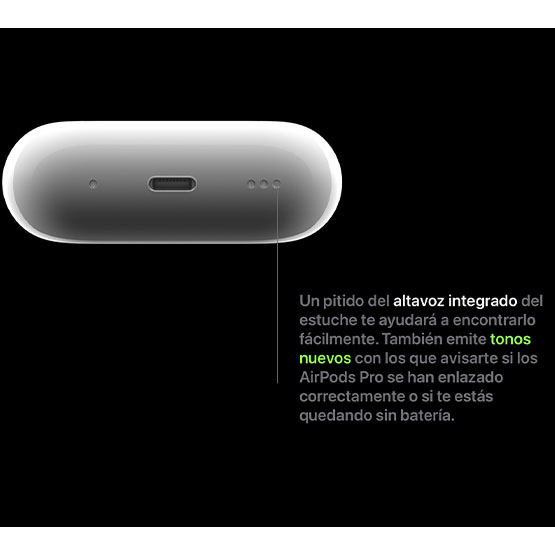 Un pitido del altavoz integrado del
estuche te ayudará a encontrarlo
fácilmente. También emite tonos
nuevos con los que avisarte si los
AirPods Pro se han enlazado
correctamente o si te estás
quedando sin batería.